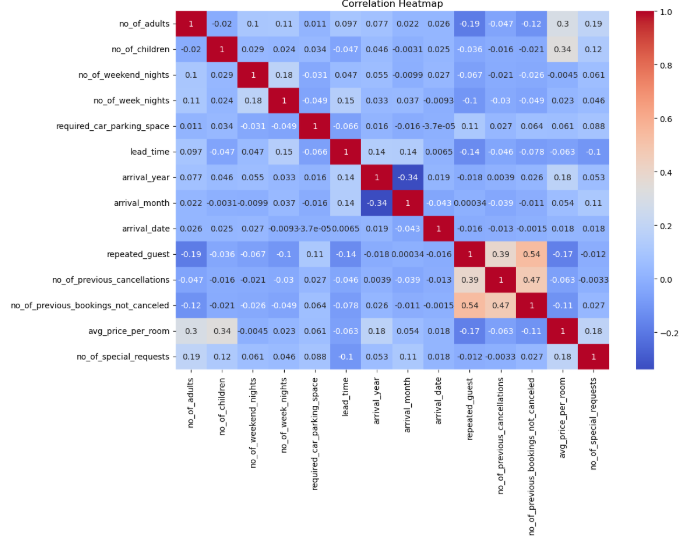 Correlation Heatmap
no_of_adults 1 -0.02 0.1 0.11 0.011 0.097 0.077 0.022 0.026 -0.19 -0.047 -0.12 0.3 0.19
no_of_children -0.02 1 0.029 0.024 0.034 -0.047 0.046 -0.0031 0.025 -0.036 -0.016 -0.021 0.34 0.12
no_of_weekend_nights 0.1 0.029 1 0.18 -0.031 0.047 0.055 -0.0099 0.027 -0.067 -0.021 -0.026 -0.0045 0.061
no_of_week_nights 0.11 0.024 0.18 1 -0.049 0.15 0.033 0.037 -0.0093 -0.1 -0.03 -0.049 0.023 0.046
required_car_parking_space 0.011 0.034 -0.031 -0.049 1 -0.066 0.016 -0.016 -3.7e-05 0.11 0.027 0.064 0.061 0.088
lead_time 0.097 -0.047 0.047 0.15 -0.066 1 0.14 0.14 0.0065 -0.14 -0.046 -0.078 -0.063 -0.1
arrival_year 0.077 0.046 0.055 0.033 0.016 0.14 1 -0.34 0.019 -0.018 0.0039 0.026 0.18 0.053
arrival_month 0.022 -0.0031 -0.0099 0.037 -0.016 0.14 -0.34 1 -0.043 0.00034 -0.039 -0.011 0.054 0.11
arrival_date 0.026 0.025 0.027 -0.0093 -3.7e-05 0.0065 0.019 -0.043 1 -0.016 -0.013 -0.0015 0.018 0.018
repeated_guest -0.19 -0.036 -0.067 -0.1 0.11 -0.14 -0.018 0.00034 -0.016 1 0.39 0.54 -0.17 -0.012
no_of_previous_cancellations -0.047 -0.016 -0.021 -0.03 0.027 -0.046 0.0039 -0.039 -0.013 0.39 1 0.47 -0.063 -0.0033
no_of_previous_bookings_not_canceled -0.12 -0.021 -0.026 -0.049 0.064 -0.078 0.026 -0.011 -0.0015 0.54 0.47 1 -0.11 0.027
avg_price_per_room 0.3 0.34 -0.0045 0.023 0.061 -0.063 0.18 0.054 0.018 -0.17 -0.063 -0.11 1 0.18
no_of_special_requests 0.19 0.12 0.061 0.046 0.088 -0.1 0.053 0.11 0.018 -0.012 -0.0033 0.027 0.18 1
no_of_adults
no_of_children
no_of_weekend_nights
no_of_week_nights
required_car_parking_space
lead_time
arrival_year
arrival_month
arrival_date
repeated_guest
no_of_previous_cancellations
no_of_previous_bookings_not_canceled
avg_price_per_room
no_of_special_requests
1.0
0.8
0.6
0.4
0.2
0.0
−0.2